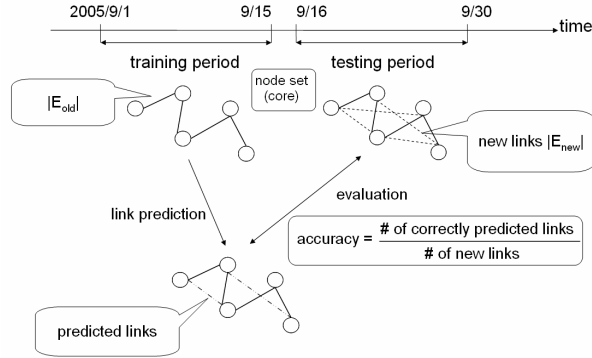 2005/9/1 9/15 9/16 9/30
time
training period
testing period
node set
(core)
|E_old|
new links |E_new|
link prediction
evaluation
accuracy = # of correctly predicted links
# of new links
predicted links